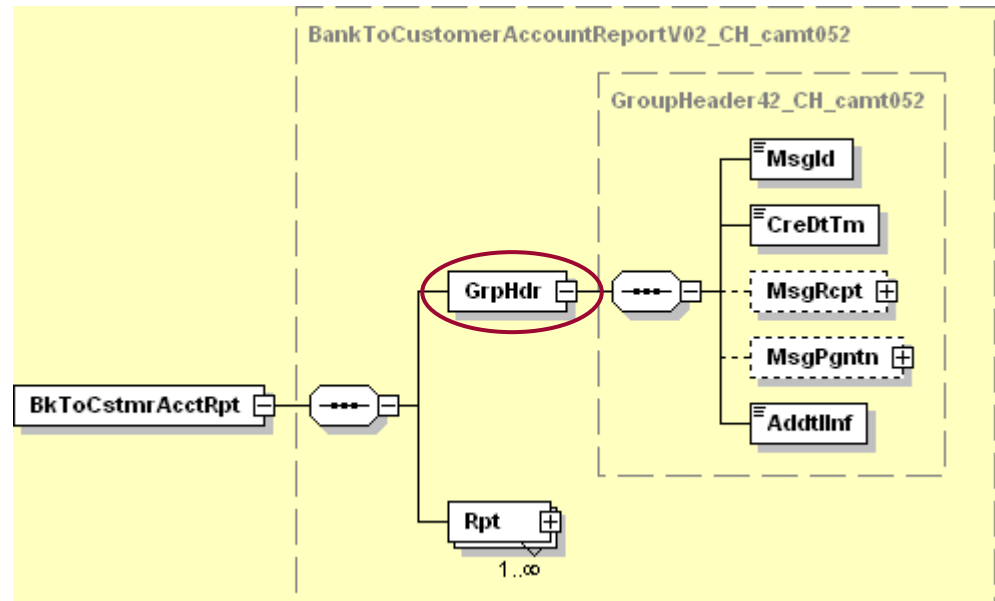 BankToCustomerAccountReportV02_CH_camt052
GroupHeader42_CH_camt052
MsgId
CreDtTm
GrpHdr
MsgRcpt
MsgPgntn
BkToCstmrAcctRpt
AddtlInf
Rpt
1..∞